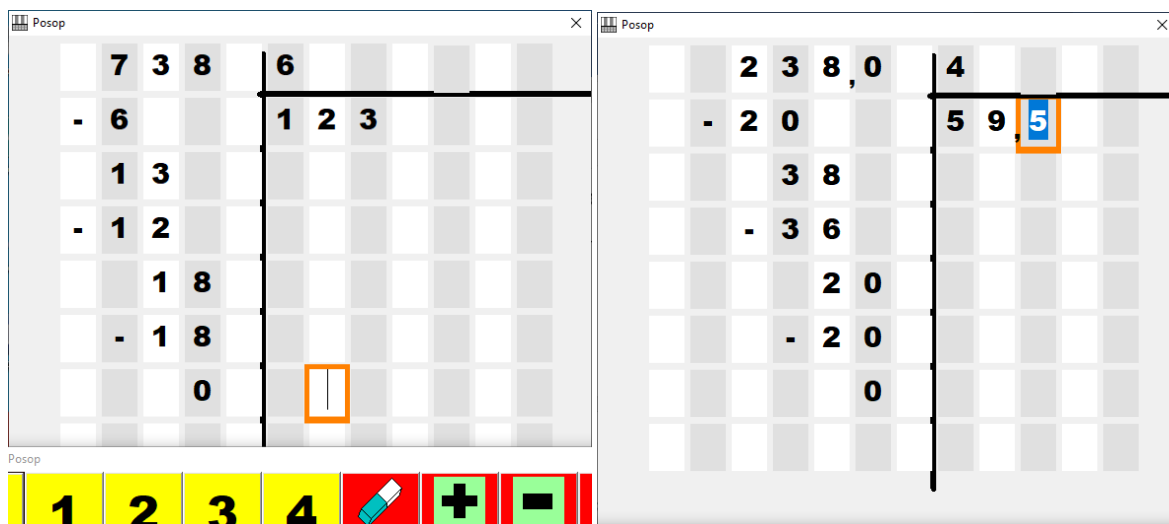 Posop
7 3 8 6
- 6 1 2 3
1 3
- 1 2
1 8
- 1 8
0
Posop
1 2 3 4 + -
Posop
2 3 8 , 0 4
- 2 0 5 9 , 5
3 8
- 3 6
2 0
- 2 0
0